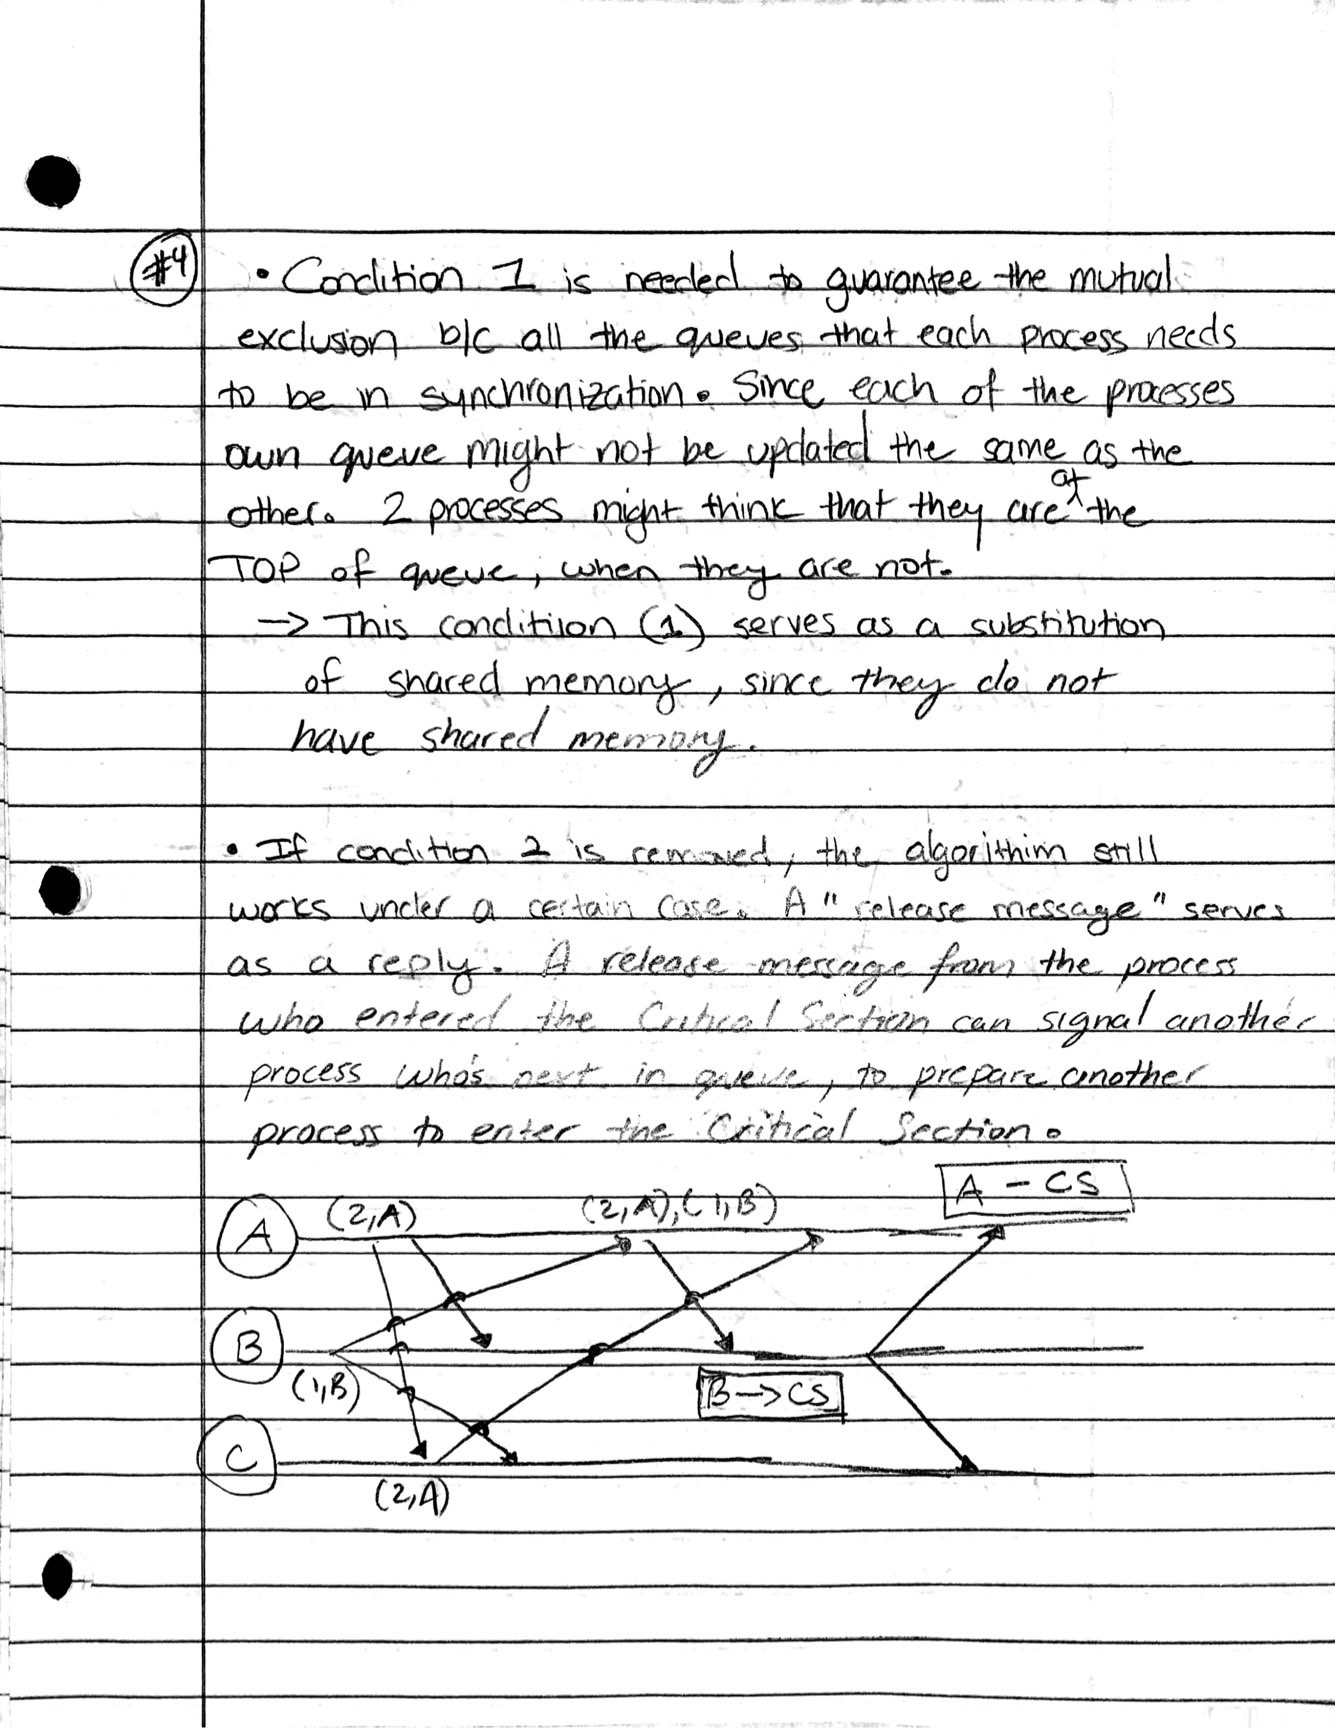 #4
• Condition 1 is needed to guarantee the mutual
exclusion b/c all the queues that each process needs
to be in synchronization. Since each of the processes
own queue might not be updated the same as the
other. 2 processes might think that they are at the
TOP of queue, when they are not.
→ This conditiion (1) serves as a substitution
of shared memory, since they do not
have shared memory.
• If condition 2 is removed, the algorithim still
works under a certain case. A "release message" serves
as a reply. A release message from the process
who entered the Critical Section can signal another
process who's next in queue, to prepare another
process to enter the Critical Section.
A - CS
A (2,A) (2,A),(1,B)
B
(1,B) B→CS
C
(2,A)